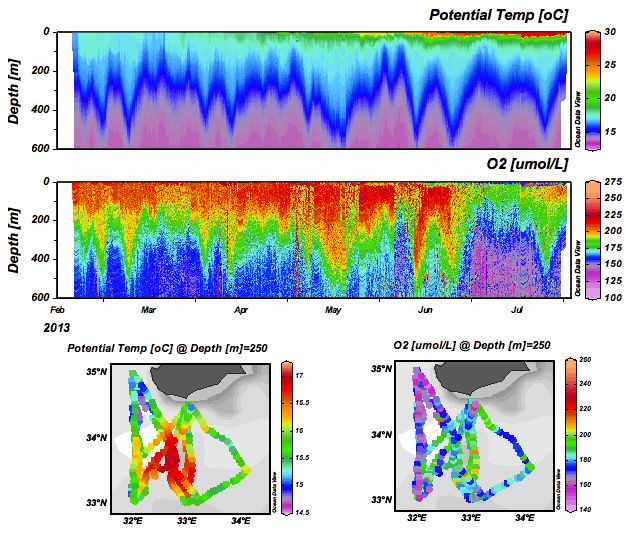 Potential Temp [oC]
0
200
400
600
Depth [m]
30
25
20
15
Ocean Data View
O2 [umol/L]
0
200
400
600
Depth [m]
275
250
225
200
175
150
125
100
Ocean Data View
Feb Mar Apr May Jun Jul
2013
Potential Temp [oC] @ Depth [m]=250
35°N
34°N
33°N
32°E 33°E 34°E
17
16.5
16
15.5
15
14.5
Ocean Data View
O2 [umol/L] @ Depth [m]=250
35°N
34°N
33°N
32°E 33°E 34°E
260
240
220
200
180
160
140
Ocean Data View